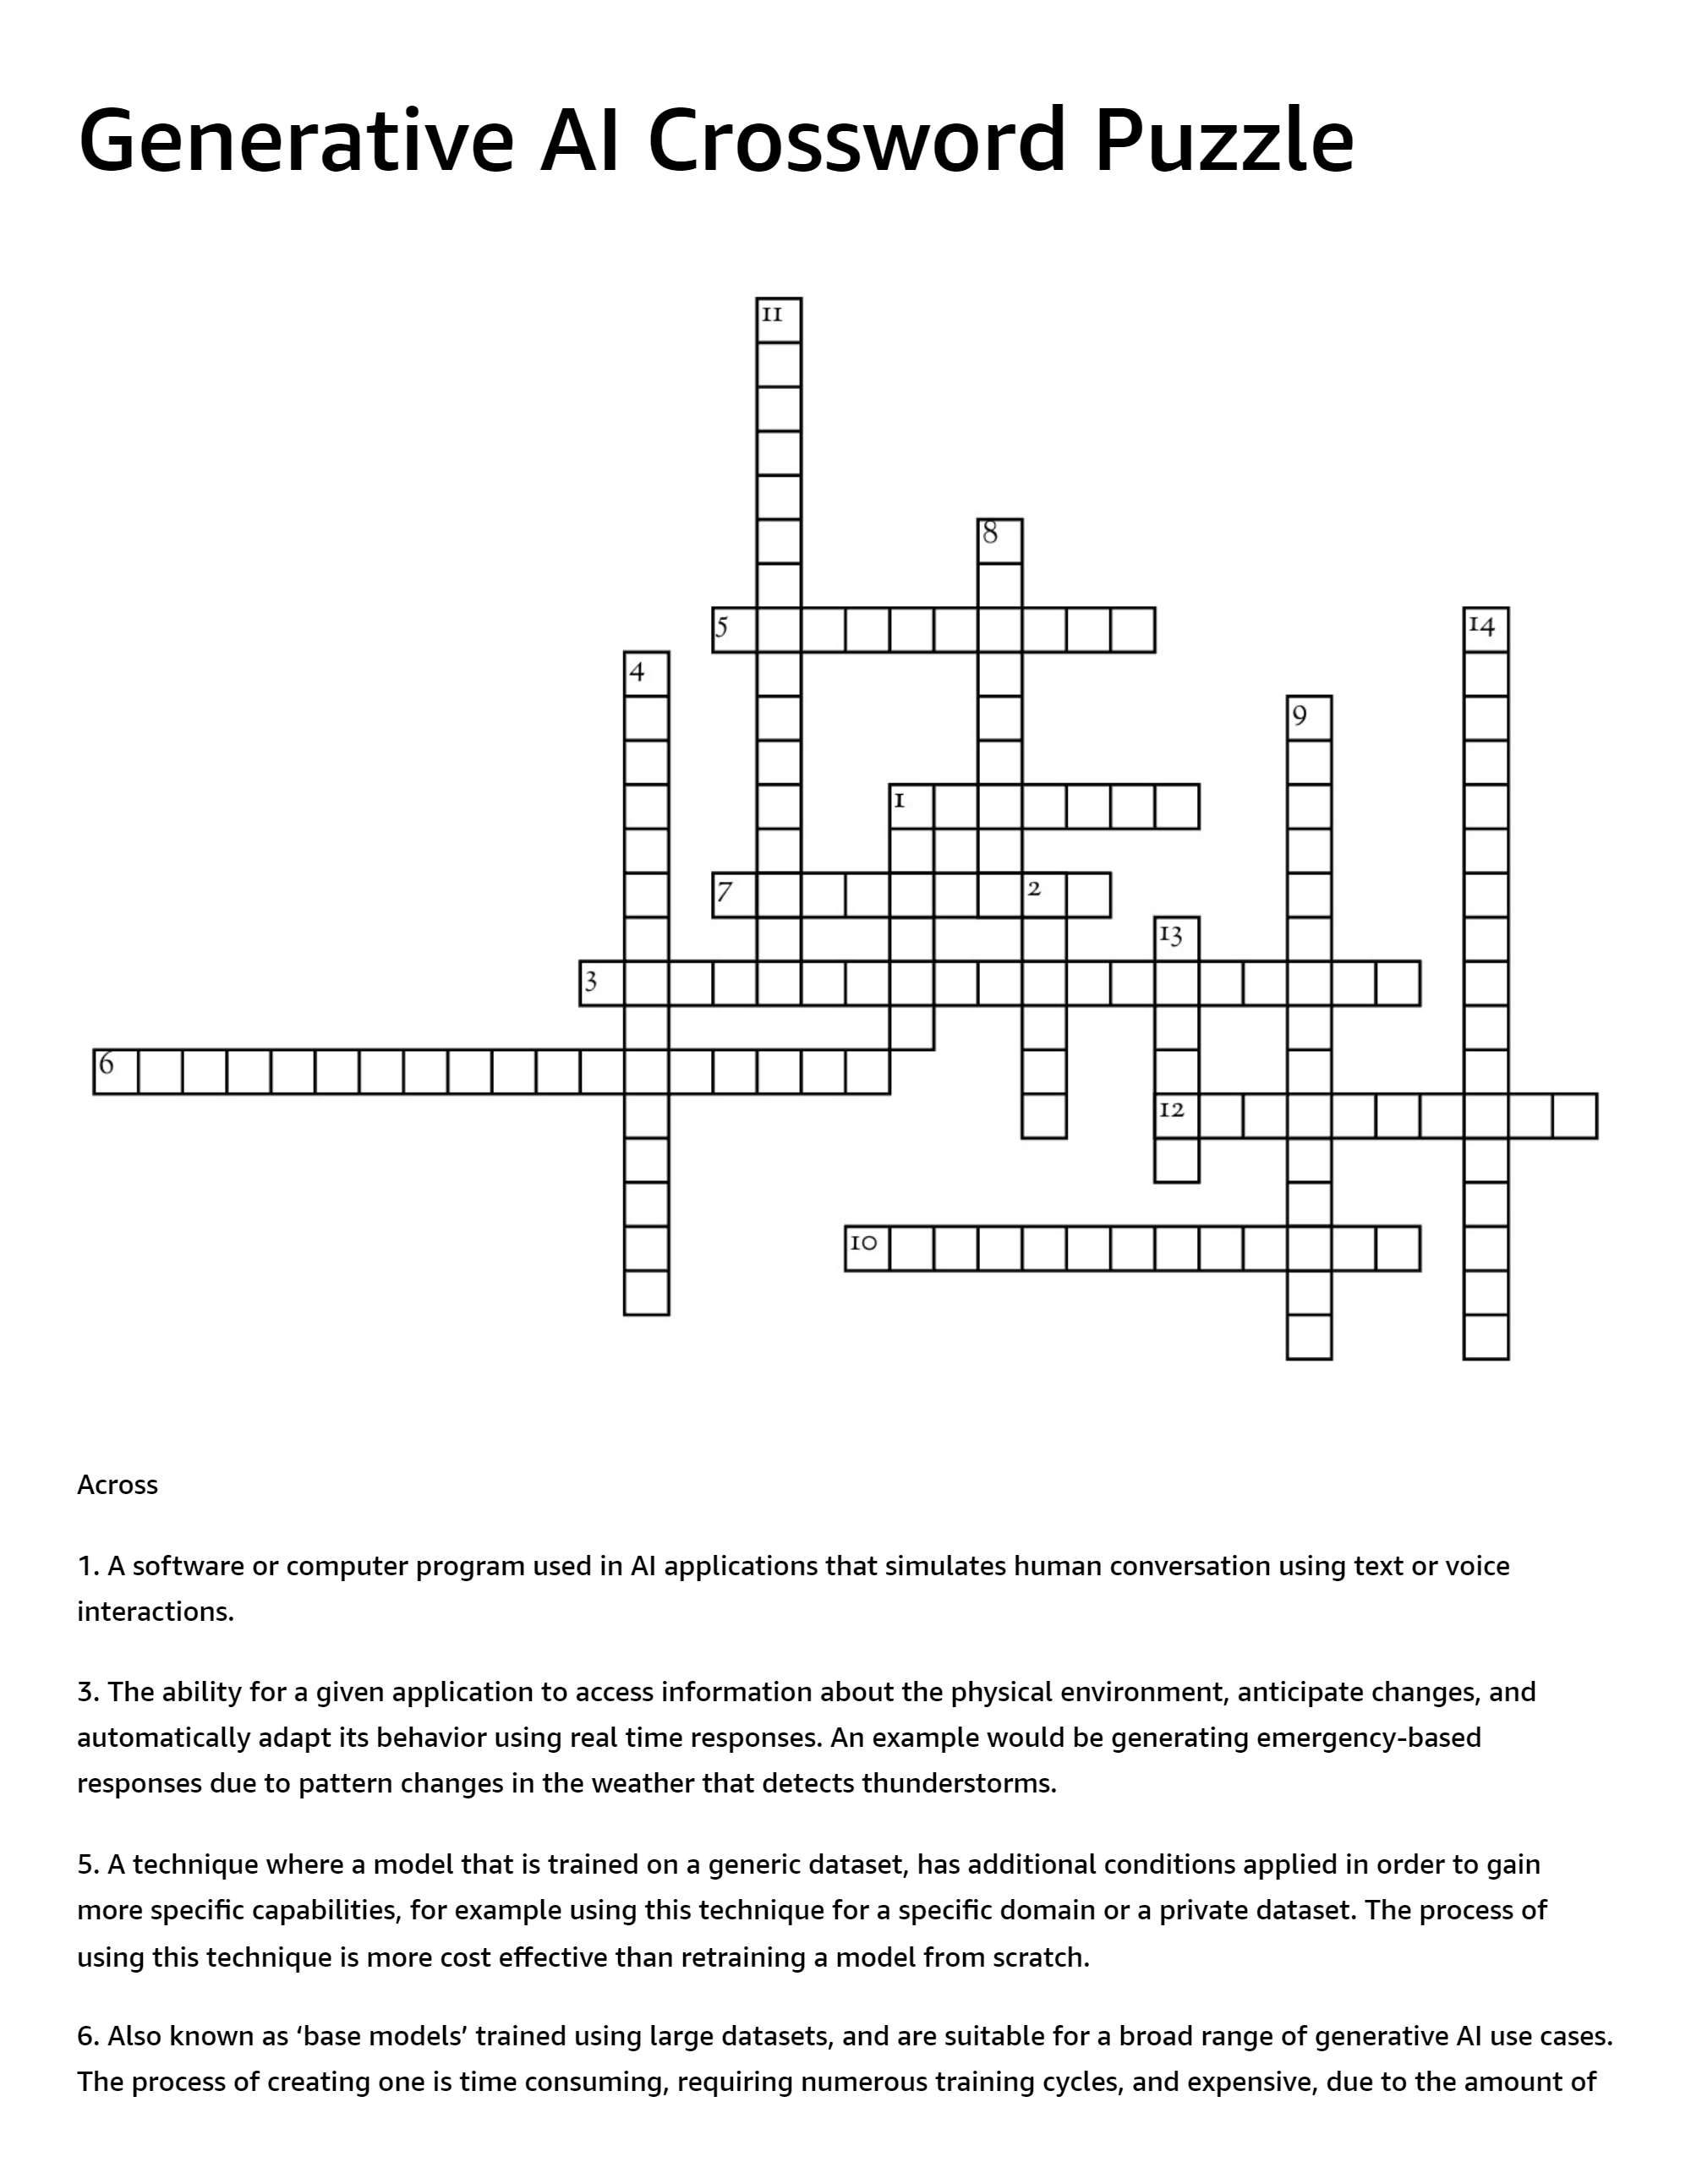 Generative AI Crossword Puzzle
11
8
5
14
4
9
1
7
2
13
3
6
12
10
Across
1. A software or computer program used in AI applications that simulates human conversation using text or voice
interactions.
3. The ability for a given application to access information about the physical environment, anticipate changes, and
automatically adapt its behavior using real time responses. An example would be generating emergency-based
responses due to pattern changes in the weather that detects thunderstorms.
5. A technique where a model that is trained on a generic dataset, has additional conditions applied in order to gain
more specific capabilities, for example using this technique for a specific domain or a private dataset. The process of
using this technique is more cost effective than retraining a model from scratch.
6. Also known as ‘base models’ trained using large datasets, and are suitable for a broad range of generative AI use cases.
The process of creating one is time consuming, requiring numerous training cycles, and expensive, due to the amount of